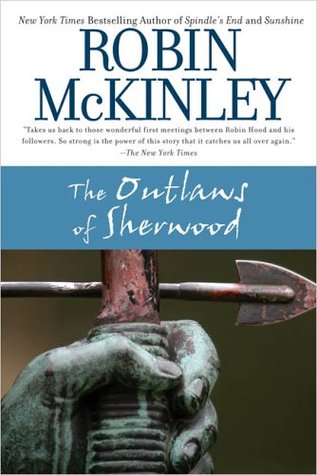 New York Times Bestselling Author of Spindle's End and Sunshine
ROBIN
McKINLEY
"Takes us back to those wonderful first meetings between Robin Hood and his
followers. So strong is the power of this story that it catches us all over again."
—The New York Times
The Outlaws
of Sherwood